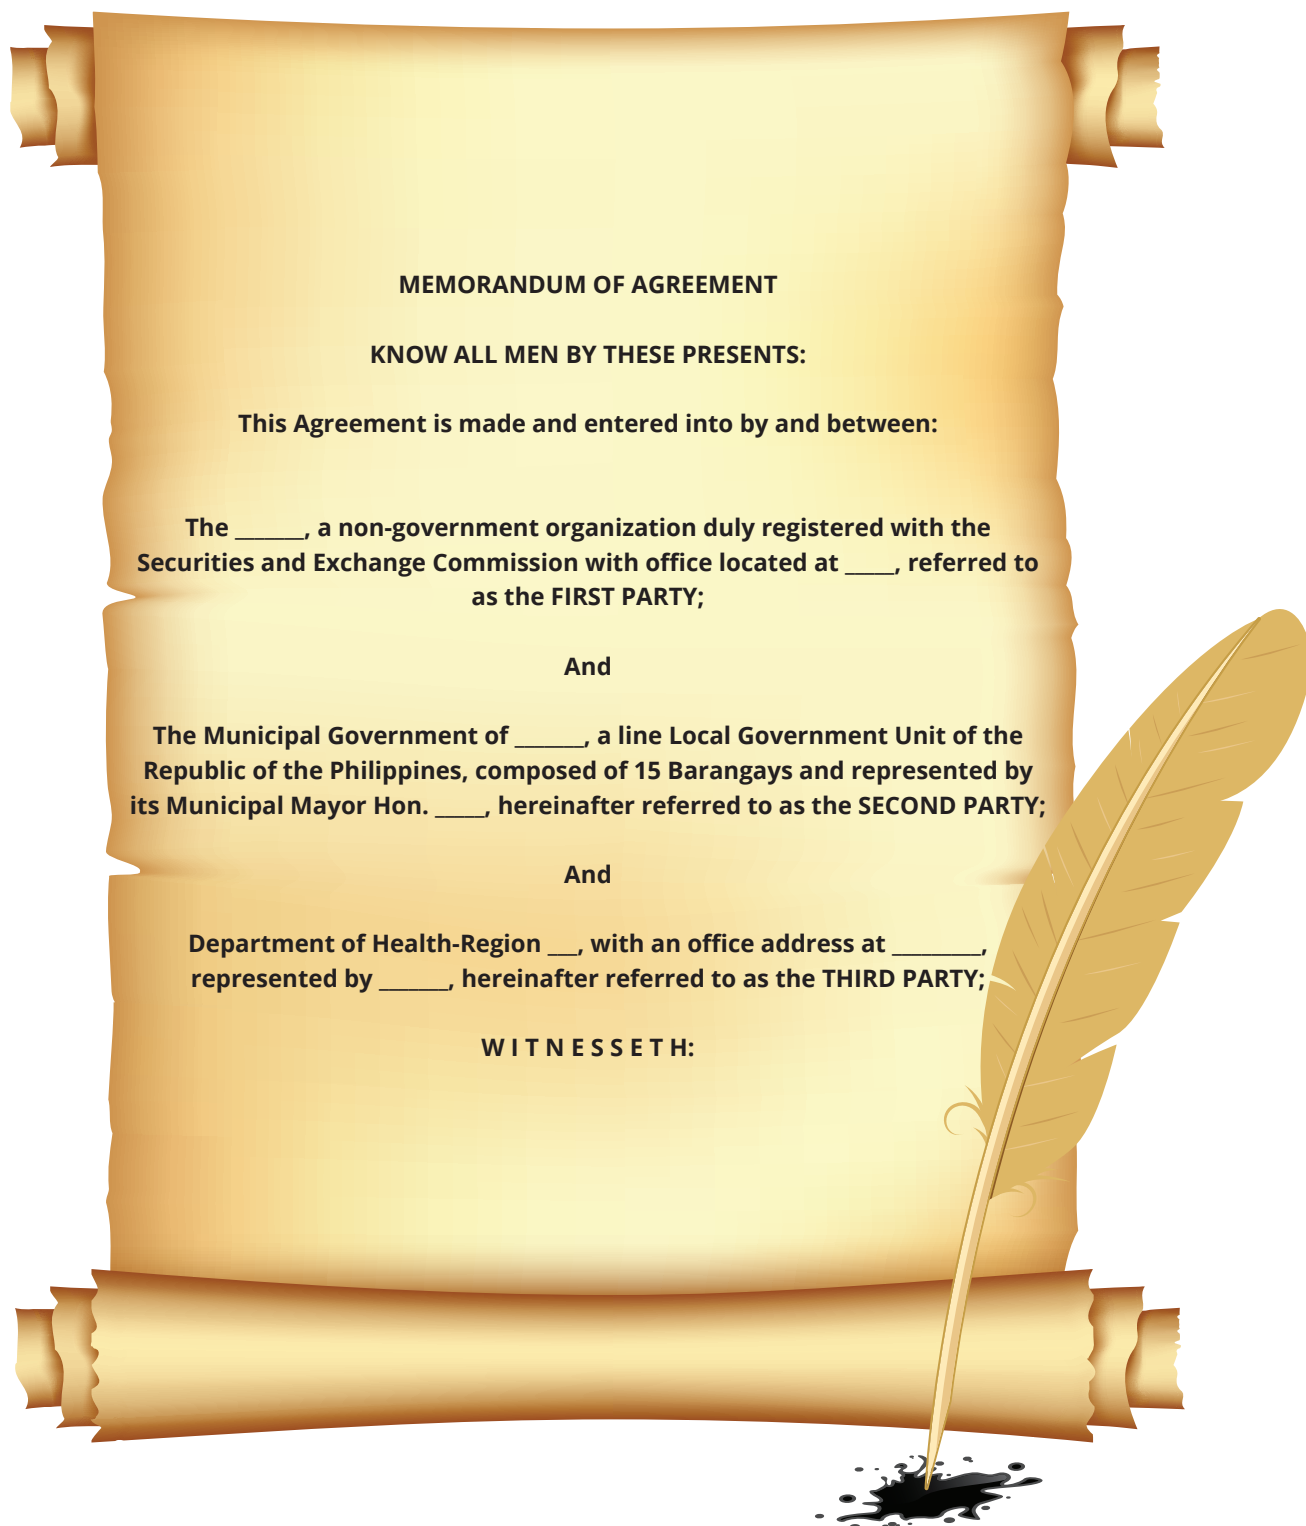 MEMORANDUM OF AGREEMENT
KNOW ALL MEN BY THESE PRESENTS:
This Agreement is made and entered into by and between:
The _______, a non-government organization duly registered with the
Securities and Exchange Commission with office located at _____, referred to
as the FIRST PARTY;
And
The Municipal Government of _______, a line Local Government Unit of the
Republic of the Philippines, composed of 15 Barangays and represented by
its Municipal Mayor Hon. _____, hereinafter referred to as the SECOND PARTY;
And
Department of Health-Region ___, with an office address at _________,
represented by _______, hereinafter referred to as the THIRD PARTY;
W I T N E S S E T H: